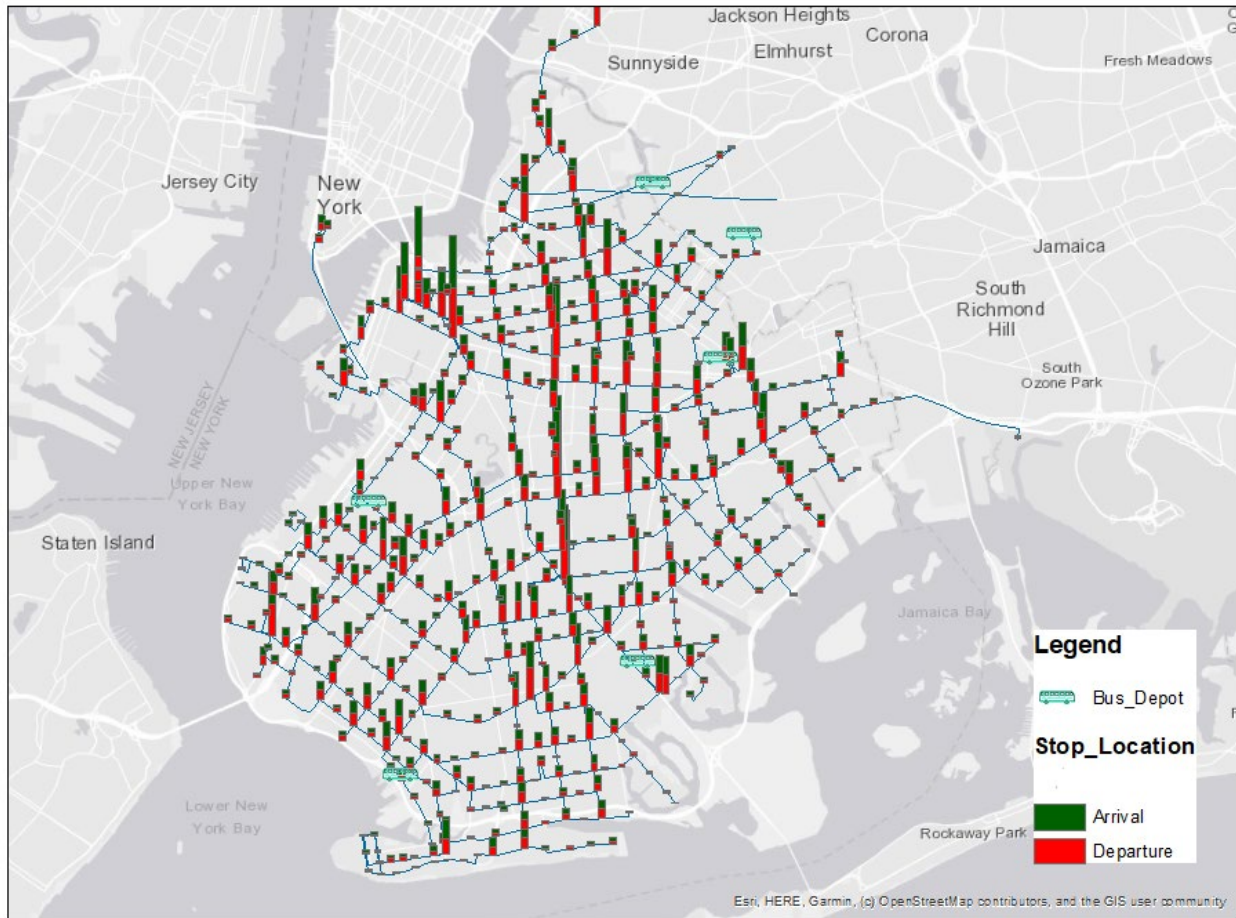 Jackson Heights
Corona
Elmhurst
Sunnyside
Fresh Meadows
Jersey City
New
York
Jamaica
South
Richmond
Hill
South
Ozone Park
NEW JERSEY
NEW YORK
Upper New
York Bay
Staten Island
Jamaica Bay
Legend
Bus_Depot
Stop_Location
Arrival
Departure
Lower New
York Bay
Rockaway Park
Esri, HERE, Garmin, (c) OpenStreetMap contributors, and the GIS user community